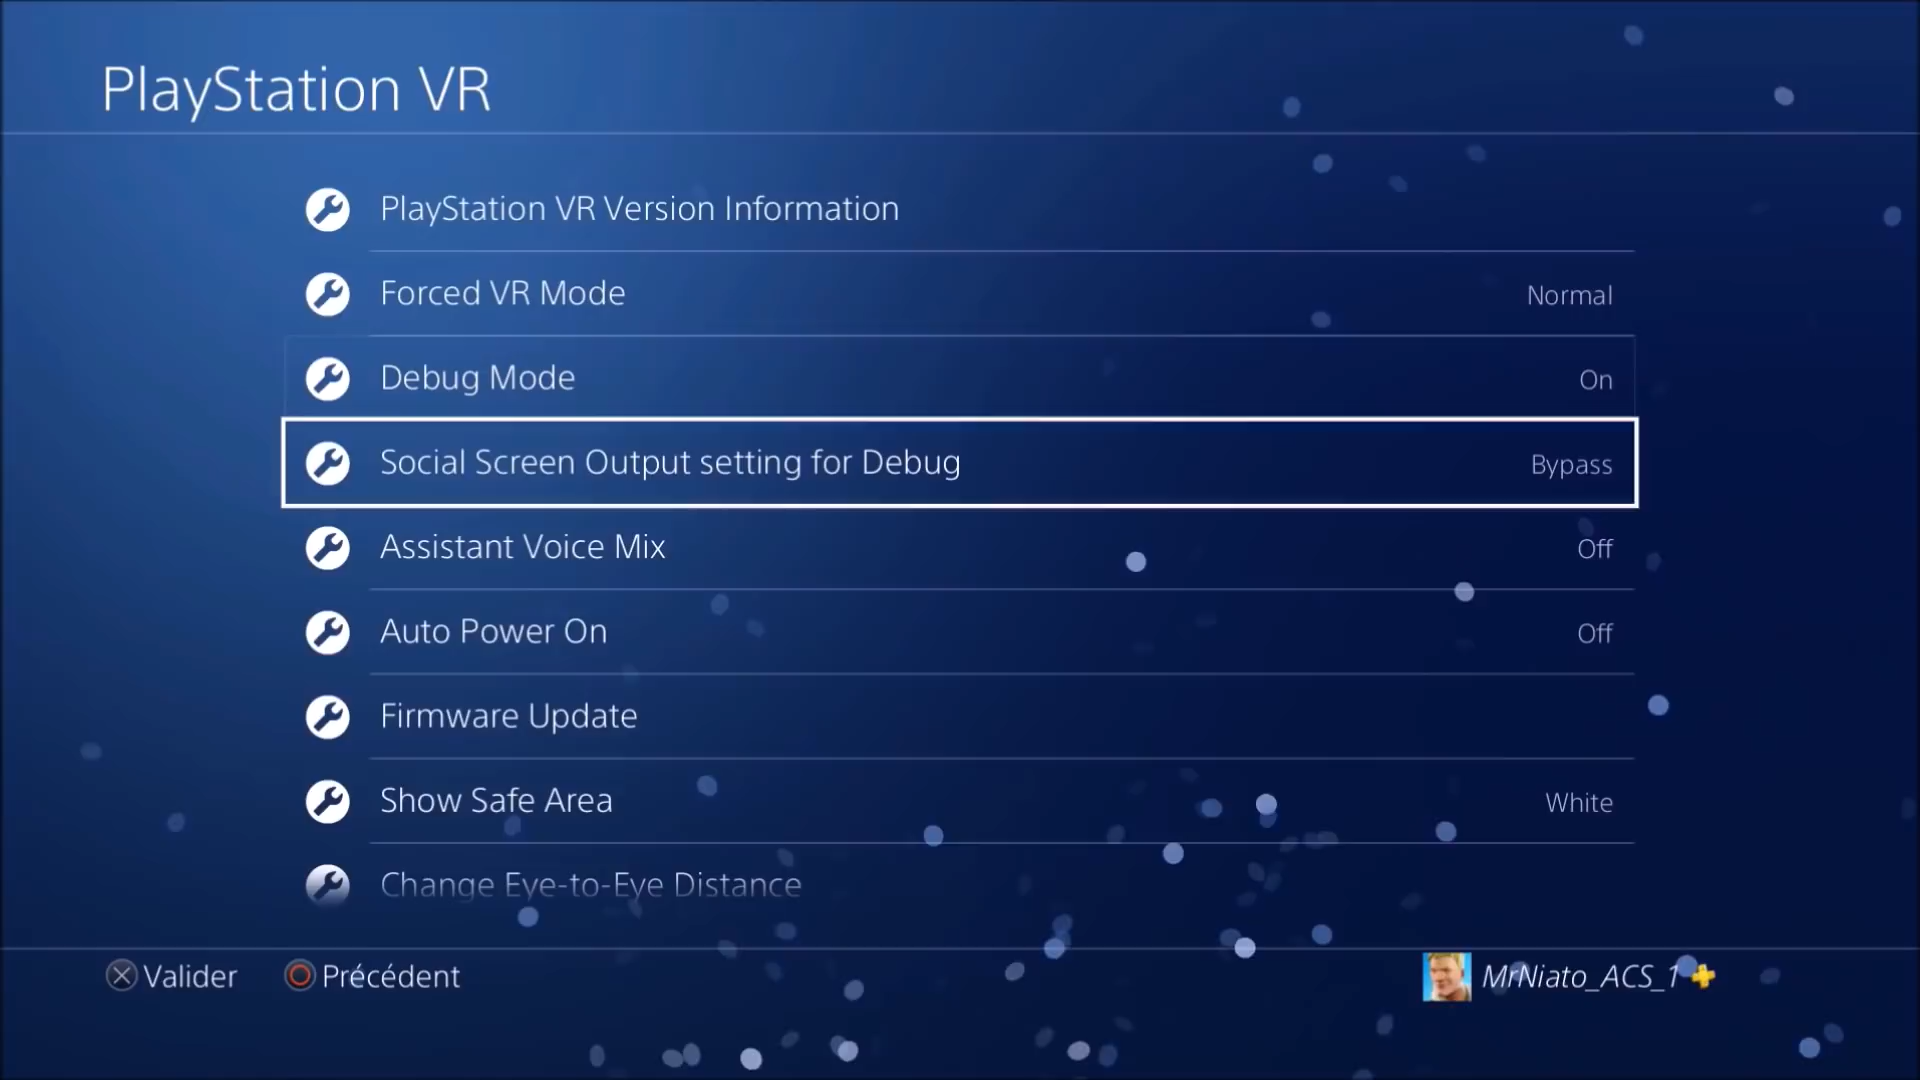 PlayStation VR
PlayStation VR Version Information
Forced VR Mode Normal
Debug Mode On
Social Screen Output setting for Debug Bypass
Assistant Voice Mix Off
Auto Power On Off
Firmware Update
Show Safe Area White
Change Eye-to-Eye Distance
Valider Précédent MrNiato_ACS_1